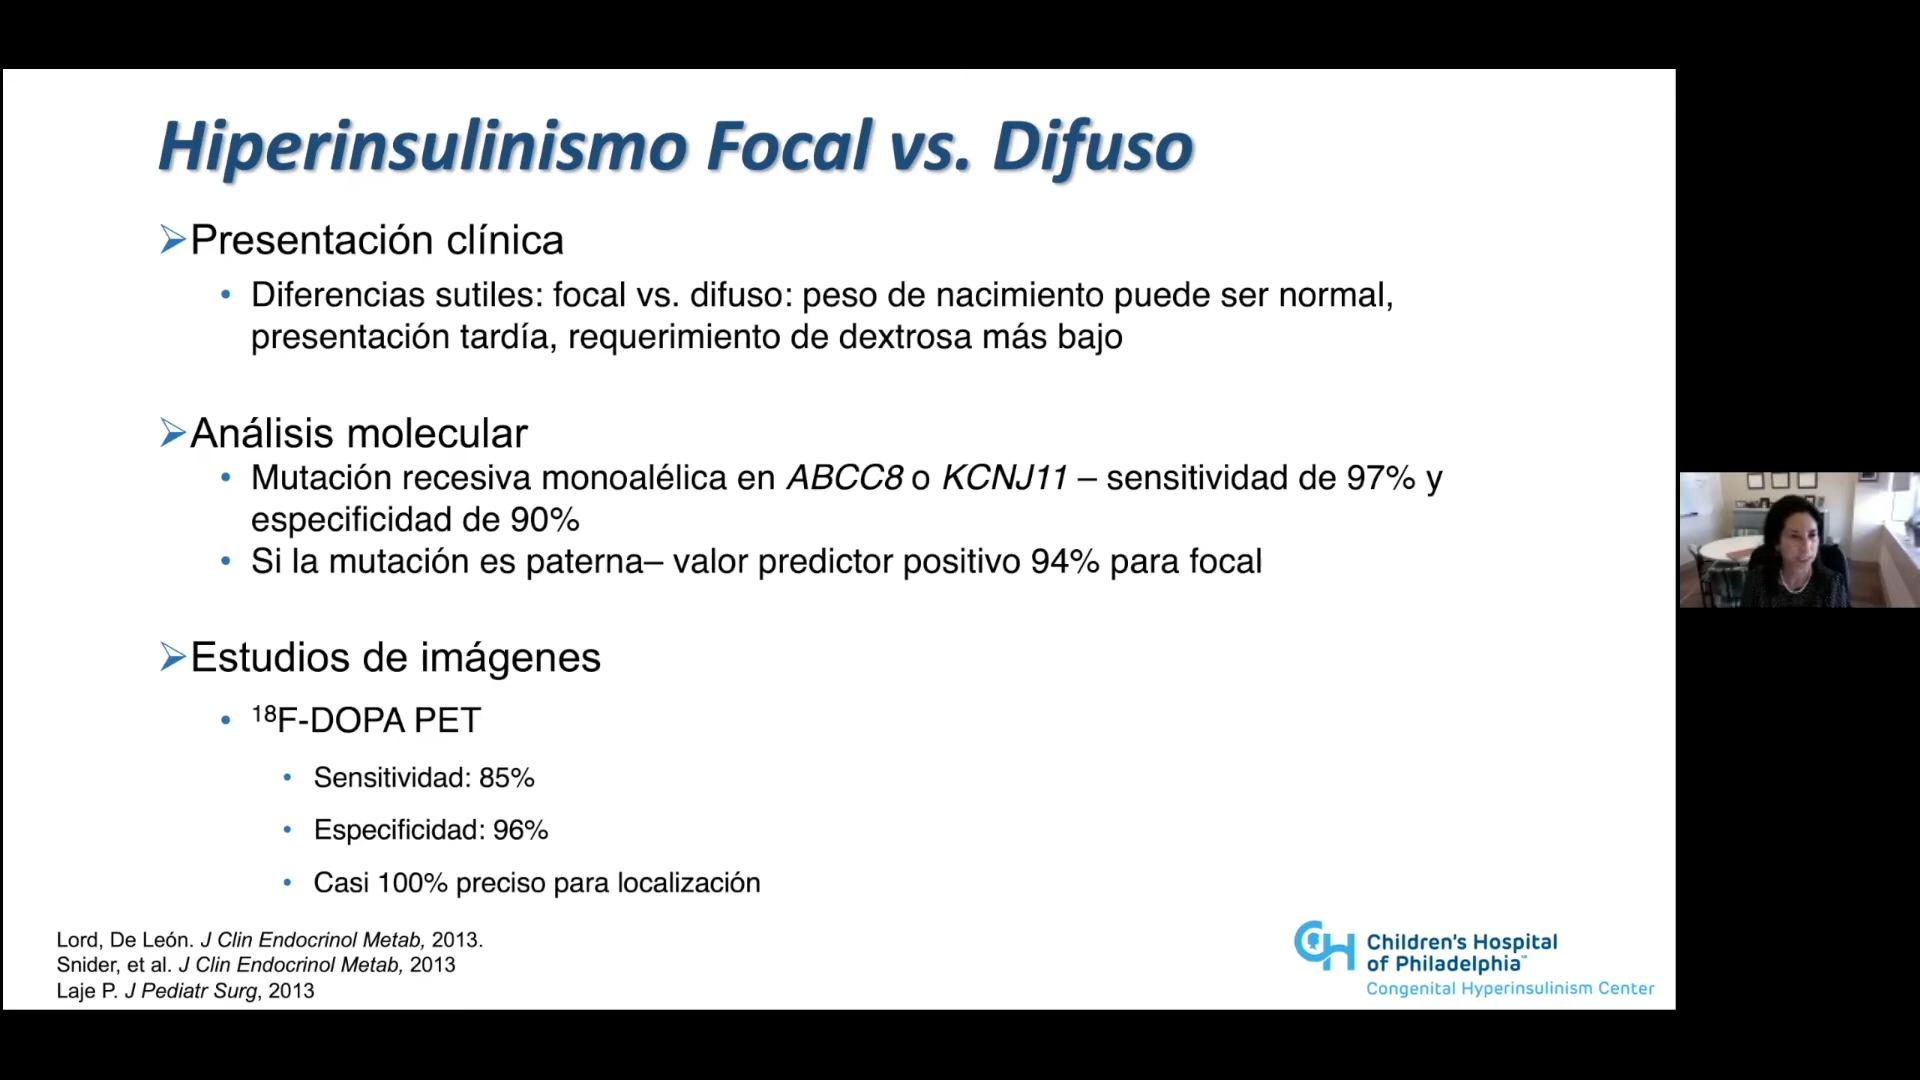 Hiperinsulinismo Focal vs. Difuso
Presentación clínica
Diferencias sutiles: focal vs. difuso: peso de nacimiento puede ser normal,
presentación tardía, requerimiento de dextrosa más bajo
Análisis molecular
Mutación recesiva monoalélica en ABCC8 o KCNJ11 – sensitividad de 97% y
especificidad de 90%
Si la mutación es paterna– valor predictor positivo 94% para focal
Estudios de imágenes
¹⁸F-DOPA PET
Sensitividad: 85%
Especificidad: 96%
Casi 100% preciso para localización
Lord, De León. J Clin Endocrinol Metab, 2013.
Snider, et al. J Clin Endocrinol Metab, 2013
Laje P. J Pediatr Surg, 2013
CH Children's Hospital
of Philadelphia
Congenital Hyperinsulinism Center